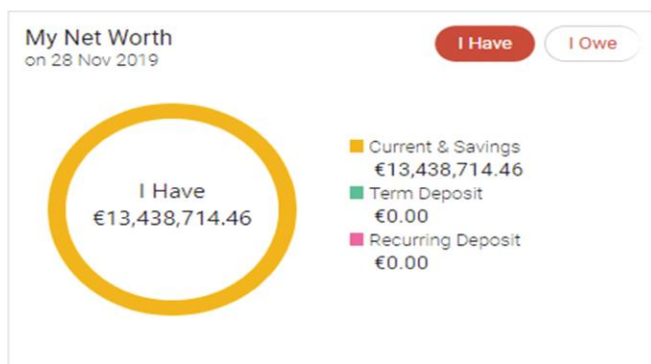 My Net Worth
on 28 Nov 2019
I Have
I Owe
I Have
€13,438,714.46
Current & Savings
€13,438,714.46
Term Deposit
€0.00
Recurring Deposit
€0.00